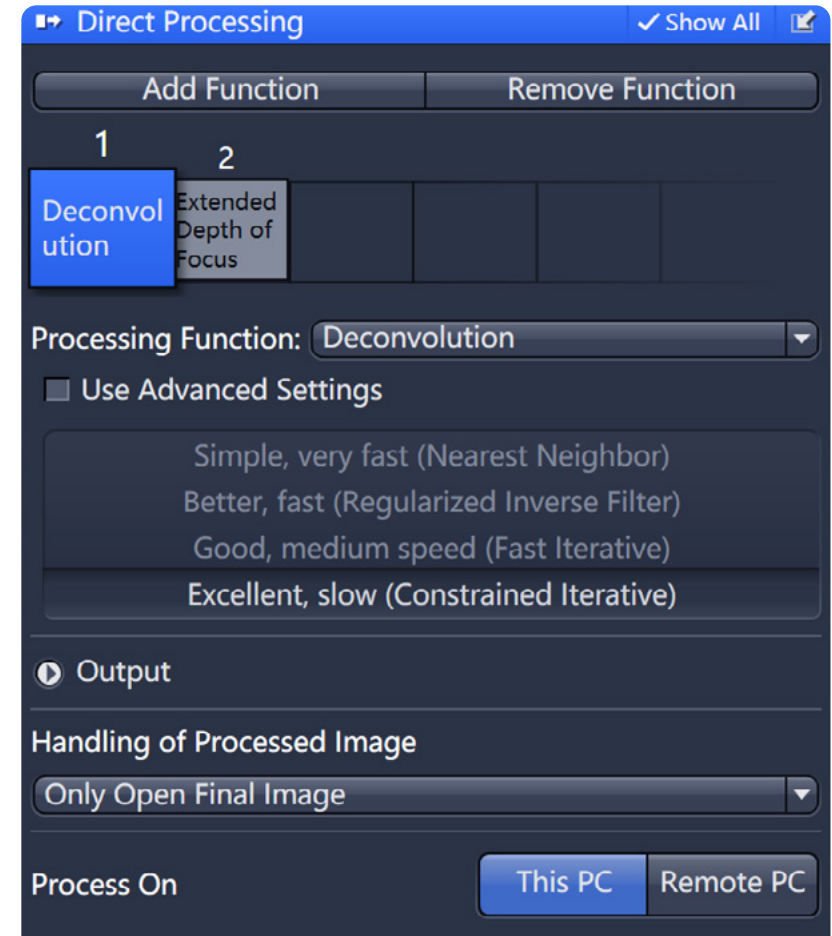 Direct Processing ✓ Show All
Add Function Remove Function
1 2
Deconvol
ution
Extended
Depth of
Focus
Processing Function: Deconvolution
Use Advanced Settings
Simple, very fast (Nearest Neighbor)
Better, fast (Regularized Inverse Filter)
Good, medium speed (Fast Iterative)
Excellent, slow (Constrained Iterative)
Output
Handling of Processed Image
Only Open Final Image
Process On This PC Remote PC